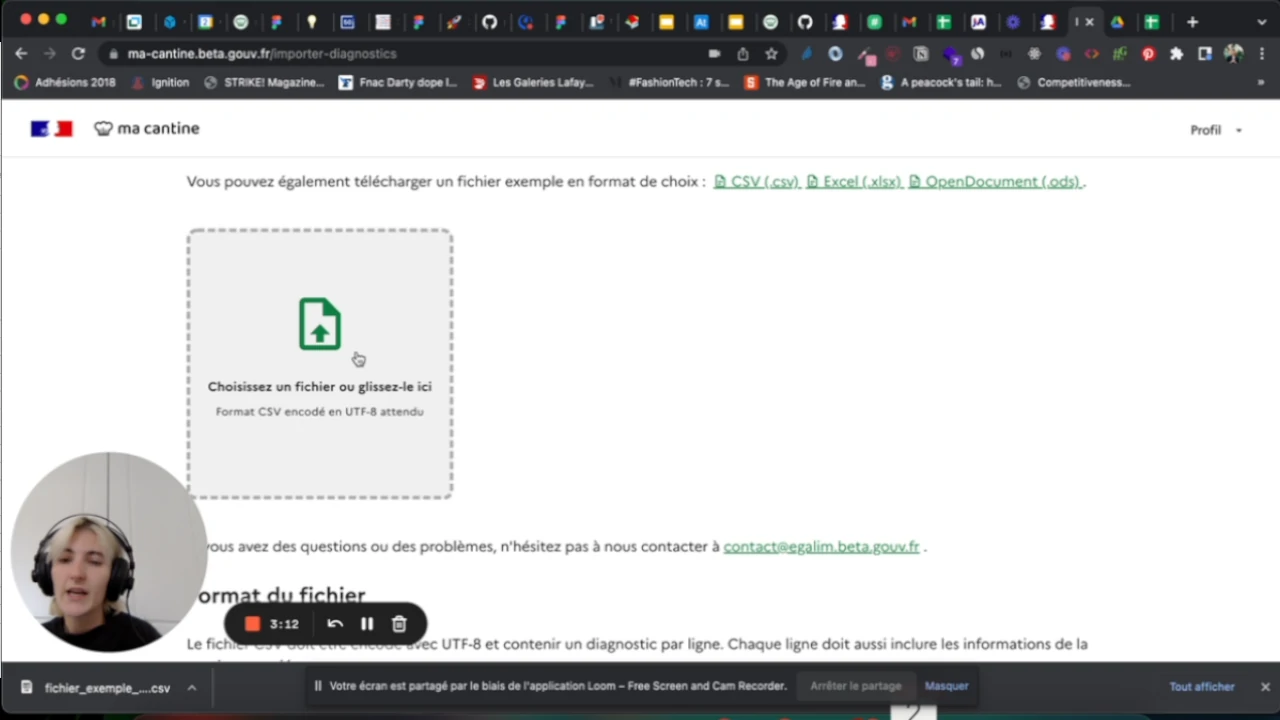 ma-cantine.beta.gouv.fr/importer-diagnostics
Adhésions 2018 Ignition STRIKE! Magazine... Fnac Darty dope l... Les Galeries Lafay... #FashionTech : 7 s... The Age of Fire an... A peacock's tail: h... Competitiveness... »
ma cantine
Profil
Vous pouvez également télécharger un fichier exemple en format de choix : CSV (.csv) Excel (.xlsx) OpenDocument (.ods) .
Choisissez un fichier ou glissez-le ici
Format CSV encodé en UTF-8 attendu
vous avez des questions ou des problèmes, n'hésitez pas à nous contacter à contact@egalim.beta.gouv.fr .
ormat du fichier
3:12
Le fichier CSV doit être encodé avec UTF-8 et contenir un diagnostic par ligne. Chaque ligne doit aussi inclure les informations de la
fichier_exemple_....csv
Votre écran est partagé par le biais de l'application Loom – Free Screen and Cam Recorder.
Arrêter le partage
Masquer
Tout afficher